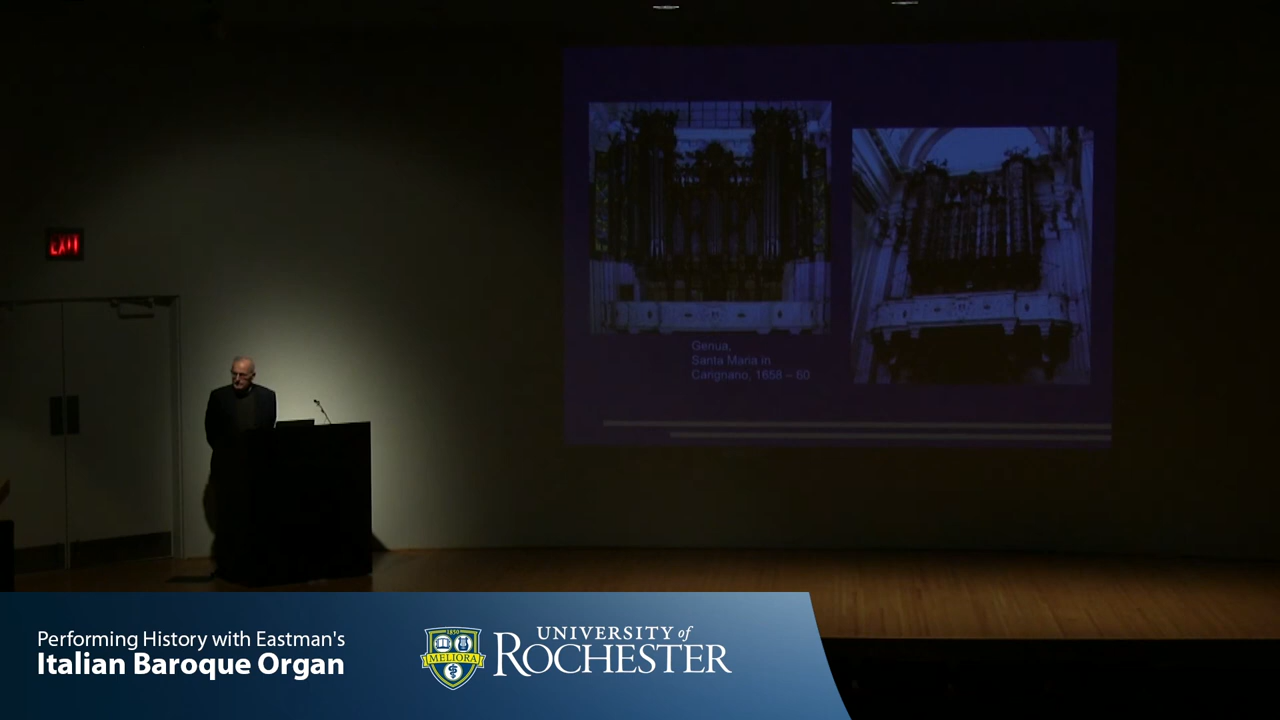 EXIT
Genua,
Santa Maria in
Carignano, 1658 – 60
Performing History with Eastman's
Italian Baroque Organ
1850
MELIORA
UNIVERSITY of
ROCHESTER